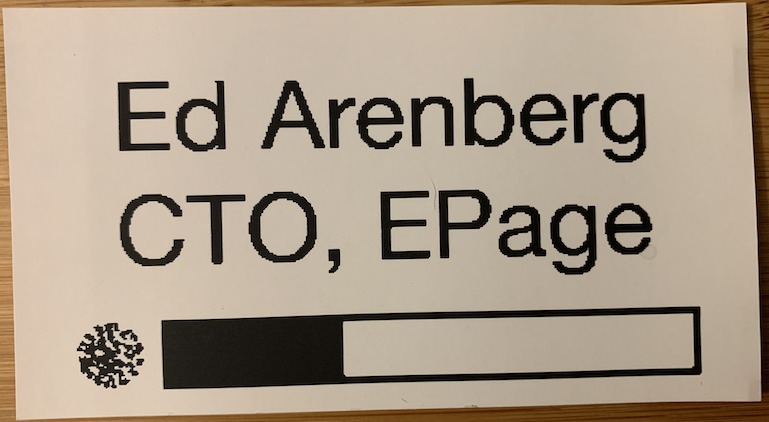 Ed Arenberg
CTO, EPage